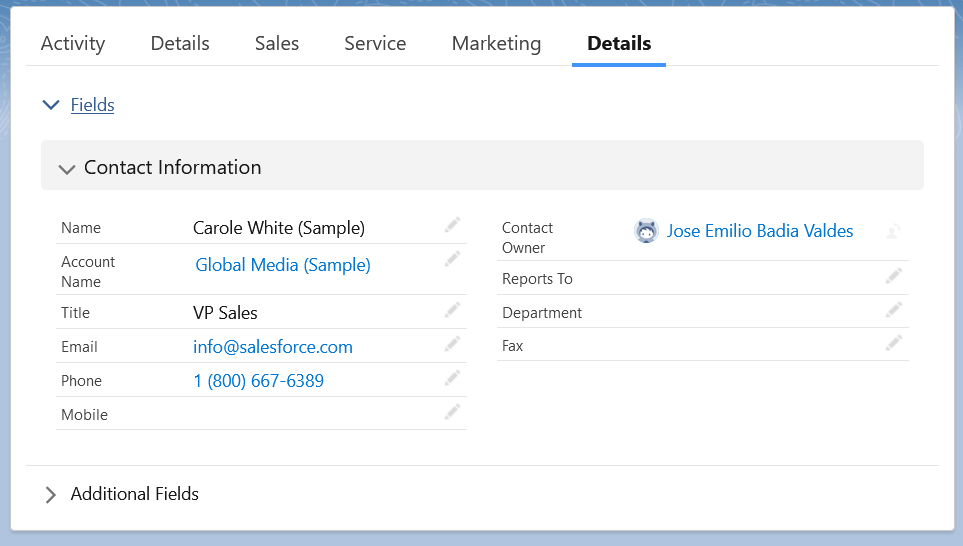 Activity Details Sales Service Marketing Details
Fields
Contact Information
Name Carole White (Sample)
Account Name Global Media (Sample)
Title VP Sales
Email info@salesforce.com
Phone 1 (800) 667-6389
Mobile
Contact Owner Jose Emilio Badia Valdes
Reports To
Department
Fax
Additional Fields